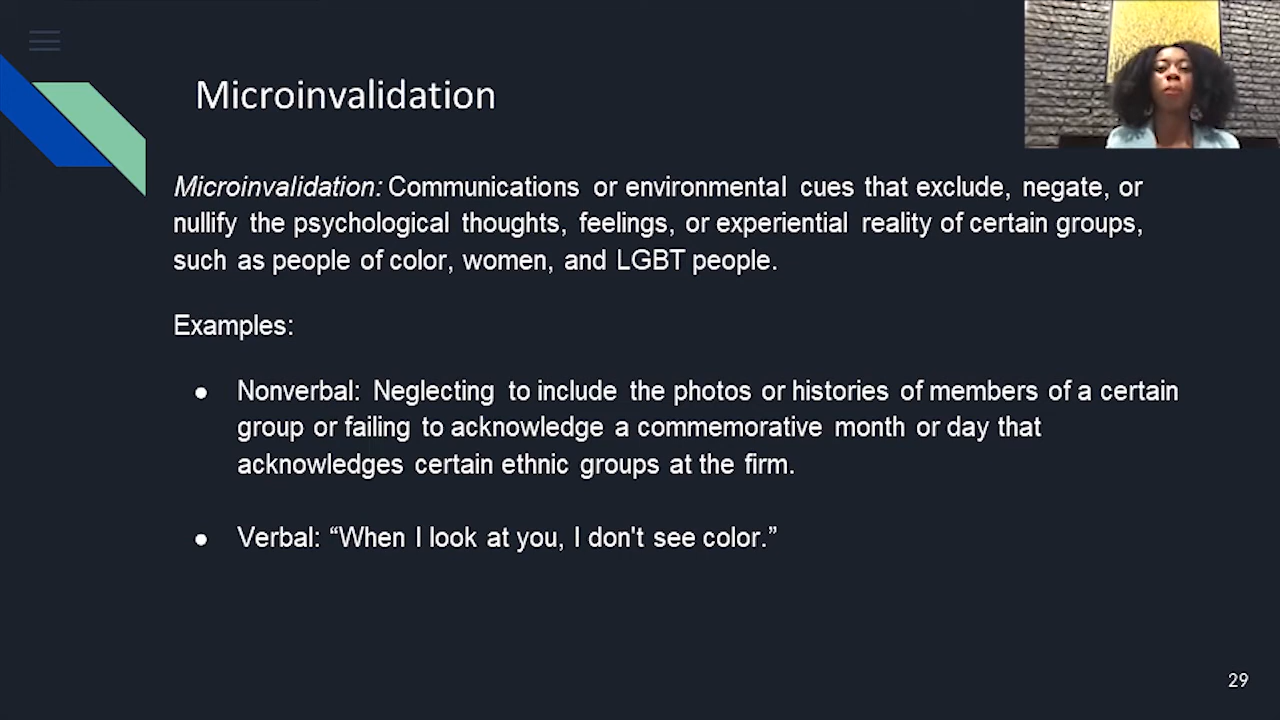 Microinvalidation
Microinvalidation: Communications or environmental cues that exclude, negate, or
nullify the psychological thoughts, feelings, or experiential reality of certain groups,
such as people of color, women, and LGBT people.
Examples:
● Nonverbal: Neglecting to include the photos or histories of members of a certain
group or failing to acknowledge a commemorative month or day that
acknowledges certain ethnic groups at the firm.
● Verbal: “When I look at you, I don't see color.”
29